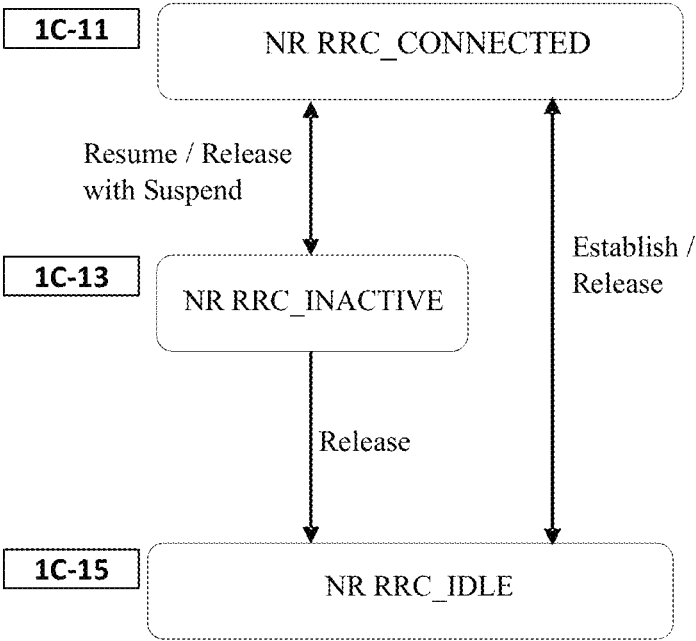 1C-11
NR RRC_CONNECTED
Resume / Release
with Suspend
Establish /
Release
1C-13
NR RRC_INACTIVE
Release
1C-15
NR RRC_IDLE